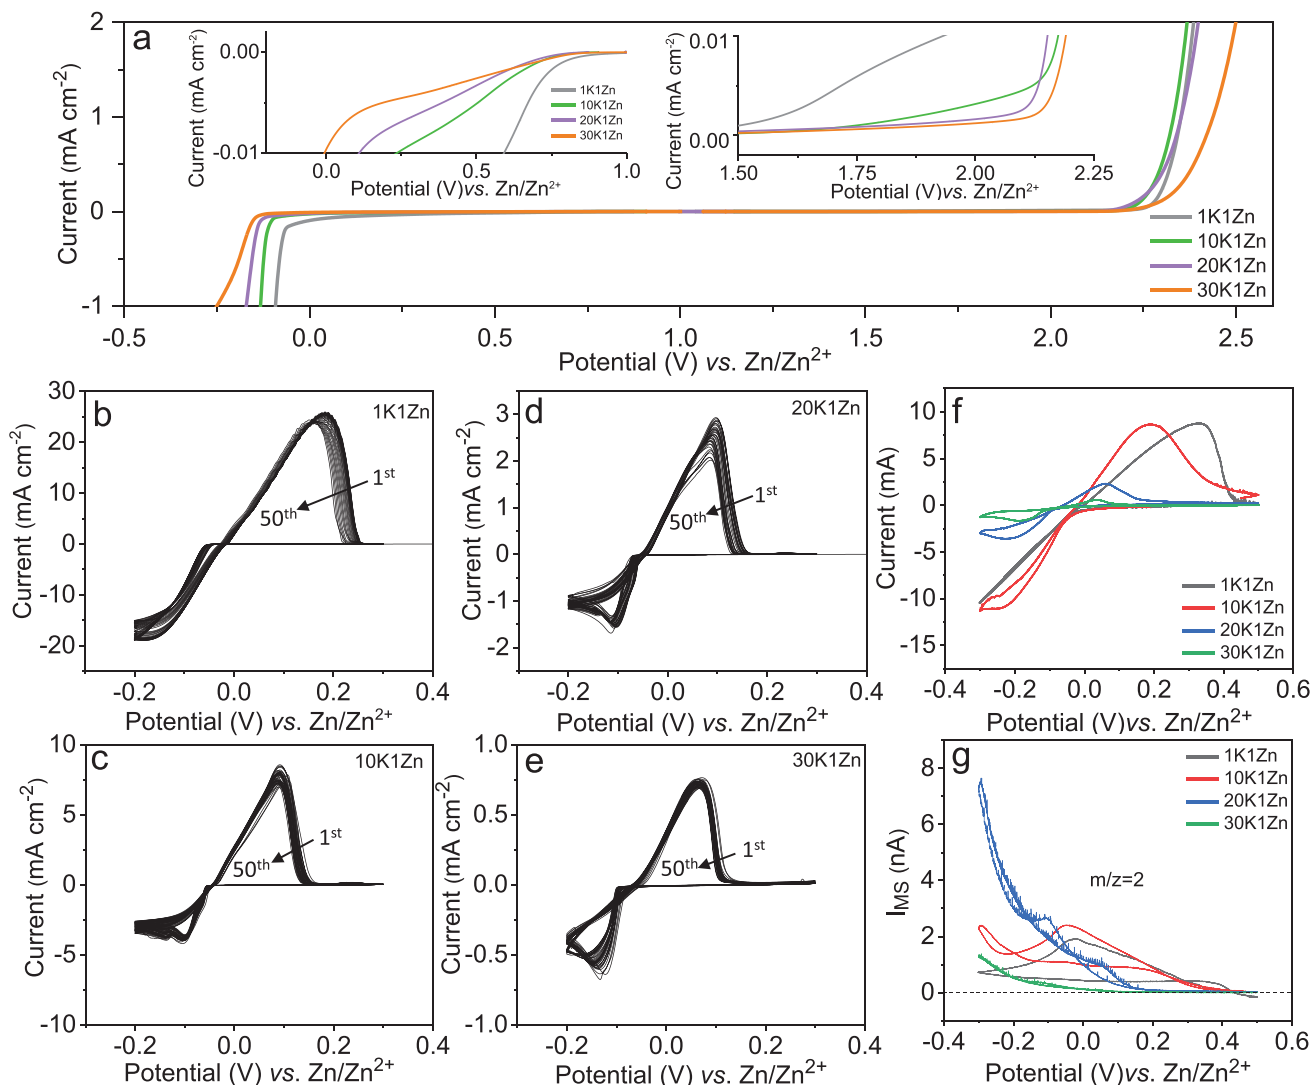 a
Current (mA cm-2)
2
1
0
-1
-0.5
0.0
0.5
1.0
1.5
2.0
2.5
Potential (V) vs. Zn/Zn2+
1K1Zn
10K1Zn
20K1Zn
30K1Zn
Current (mA cm-2)
0.00
-0.01
0.0
0.5
1.0
Potential (V)vs. Zn/Zn2+
1K1Zn
10K1Zn
20K1Zn
30K1Zn
Current (mA cm-2)
0.01
0.00
1.50
1.75
2.00
2.25
Potential (V)vs. Zn/Zn2+
b
1K1Zn
Current (mA cm-2)
30
20
10
0
-10
-20
1st
50th
-0.2
0.0
0.2
0.4
Potential (V) vs. Zn/Zn2+
d
20K1Zn
Current (mA cm-2)
3
2
1
0
-1
-2
1st
50th
-0.2
0.0
0.2
0.4
Potential (V) vs. Zn/Zn2+
f
Current (mA)
10
5
0
-5
-10
-15
1K1Zn
10K1Zn
20K1Zn
30K1Zn
-0.4
-0.2
0.0
0.2
0.4
0.6
Potential (V)vs. Zn/Zn2+
c
10K1Zn
Current (mA cm-2)
10
5
0
-5
-10
1st
50th
-0.2
0.0
0.2
0.4
Potential (V) vs. Zn/Zn2+
e
30K1Zn
Current (mA cm-2)
1.0
0.5
0.0
-0.5
-1.0
1st
50th
-0.2
0.0
0.2
0.4
Potential (V) vs. Zn/Zn2+
g
IMS (nA)
8
6
4
2
0
1K1Zn
10K1Zn
20K1Zn
30K1Zn
m/z=2
-0.4
-0.2
0.0
0.2
0.4
0.6
Potential (V)vs. Zn/Zn2+